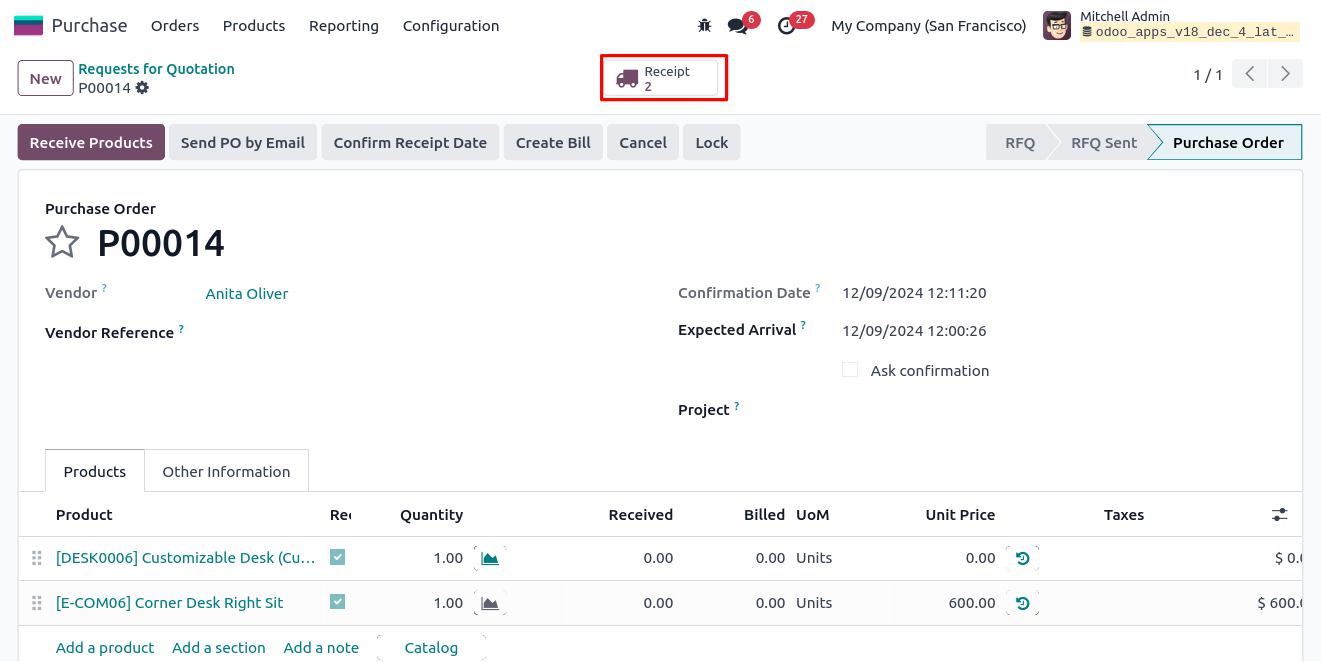 Purchase Orders Products Reporting Configuration 6 27 My Company (San Francisco) Mitchell Admin
odoo_apps_v18_dec_4_lat_...
New Requests for Quotation Receipt
P00014 2 1 / 1
Receive Products Send PO by Email Confirm Receipt Date Create Bill Cancel Lock RFQ RFQ Sent Purchase Order
Purchase Order
P00014
Vendor ? Anita Oliver Confirmation Date ? 12/09/2024 12:11:20
Vendor Reference ? Expected Arrival ? 12/09/2024 12:00:26
Ask confirmation
Project ?
Products Other Information
Product Rec Quantity Received Billed UoM Unit Price Taxes
[DESK0006] Customizable Desk (Cu... 1.00 0.00 0.00 Units 0.00 $ 0.0
[E-COM06] Corner Desk Right Sit 1.00 0.00 0.00 Units 600.00 $ 600.0
Add a product Add a section Add a note Catalog